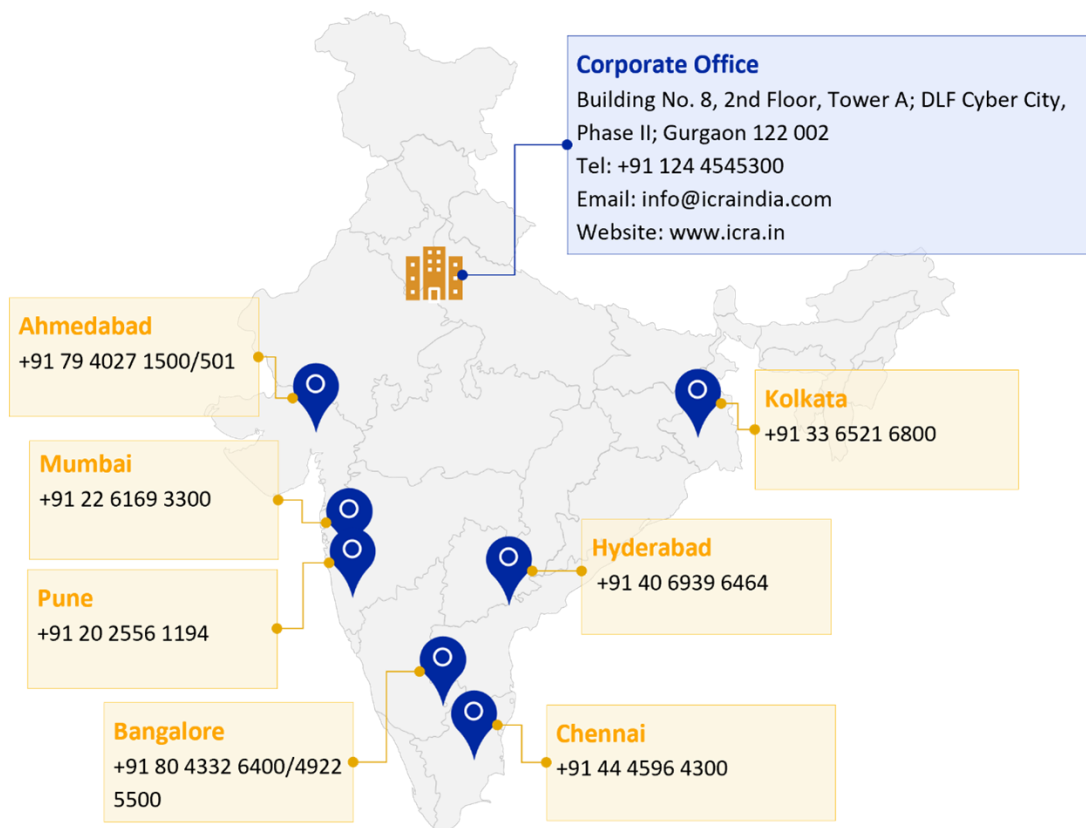 Corporate Office
Building No. 8, 2nd Floor, Tower A; DLF Cyber City,
Phase II; Gurgaon 122 002
Tel: +91 124 4545300
Email: info@icraindia.com
Website: www.icra.in
Ahmedabad
+91 79 4027 1500/501
Kolkata
+91 33 6521 6800
Mumbai
+91 22 6169 3300
Hyderabad
+91 40 6939 6464
Pune
+91 20 2556 1194
Bangalore
+91 80 4332 6400/4922
5500
Chennai
+91 44 4596 4300